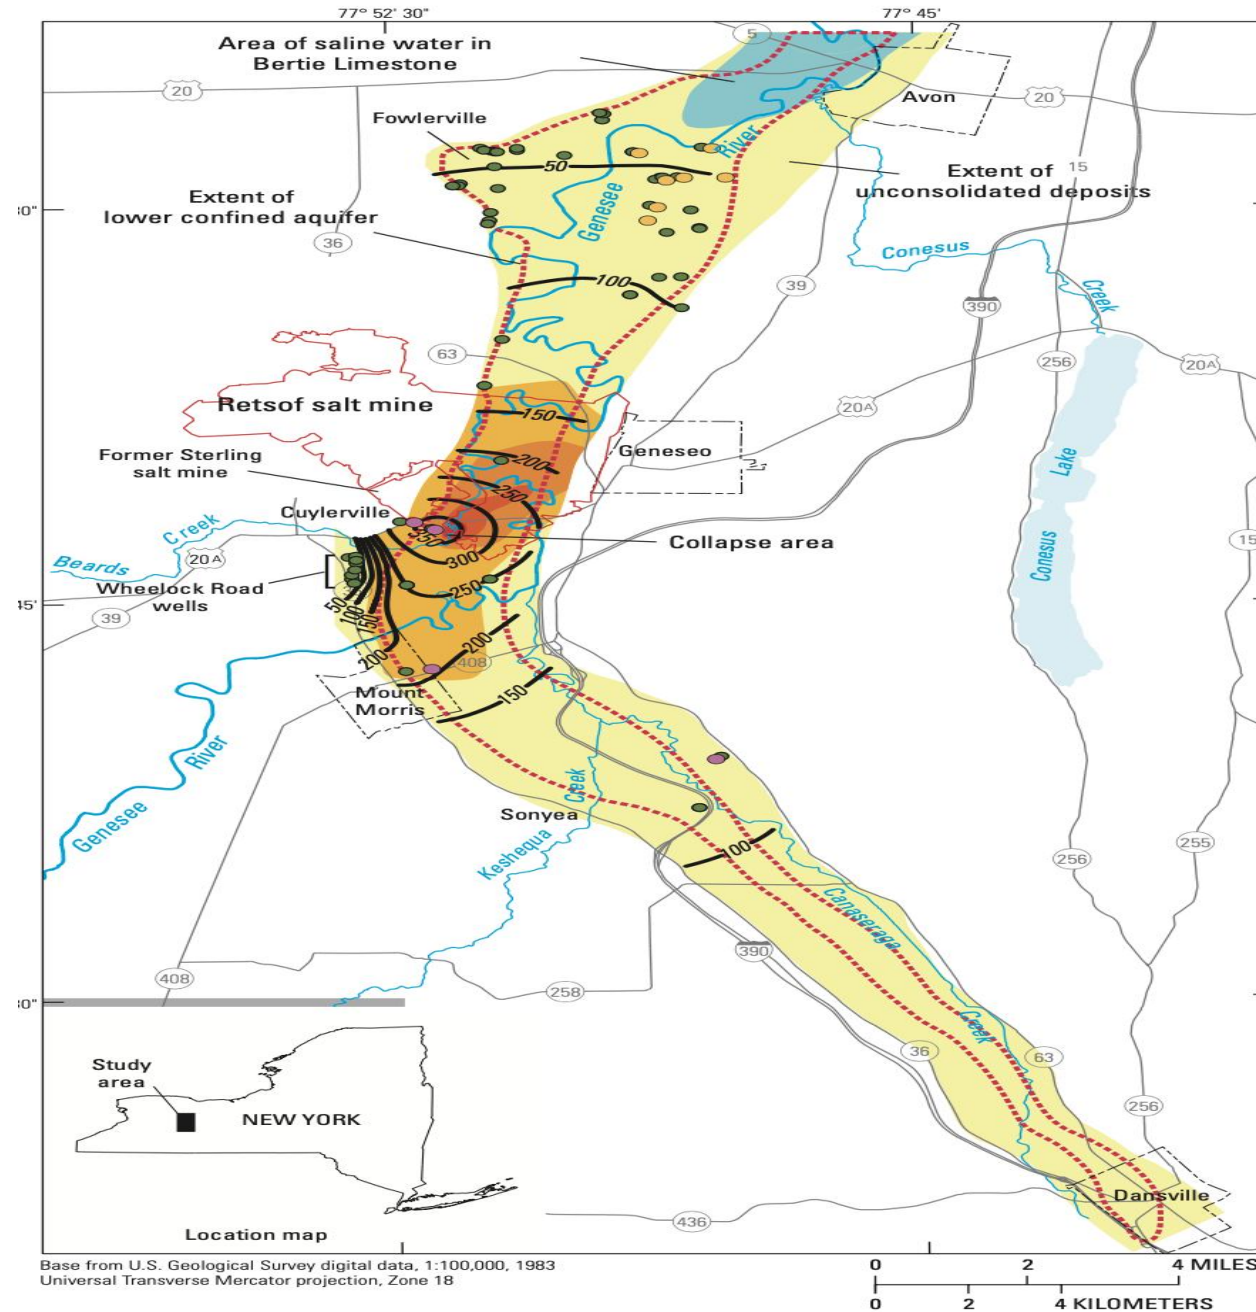 77° 52' 30"
77° 45'
Area of saline water in
Bertie Limestone
5
20
Avon
20
Fowlerville
River
50
Extent of
unconsolidated deposits
15
Extent of
lower confined aquifer
Genesee
36
Conesus
Creek
0"
100
39
390
63
256
20A
Retsof salt mine
150
20A
Former Sterling
salt mine
200
Geneseo
250
Lake
Cuylerville
Creek
350
Collapse area
15
Beards
20A
300
Conesus
Wheelock Road
wells
250
45'
39
50
100
150
200
200
408
Mount
Morris
150
River
Genesee
Creek
Sonyea
Keshequa
100
256
255
Canaseraga
390
408
258
30"
Creek
36
63
Study
area
NEW YORK
256
Dansville
436
Location map
Base from U.S. Geological Survey digital data, 1:100,000, 1983
Universal Transverse Mercator projection, Zone 18
0 2 4 MILES
0 2 4 KILOMETERS